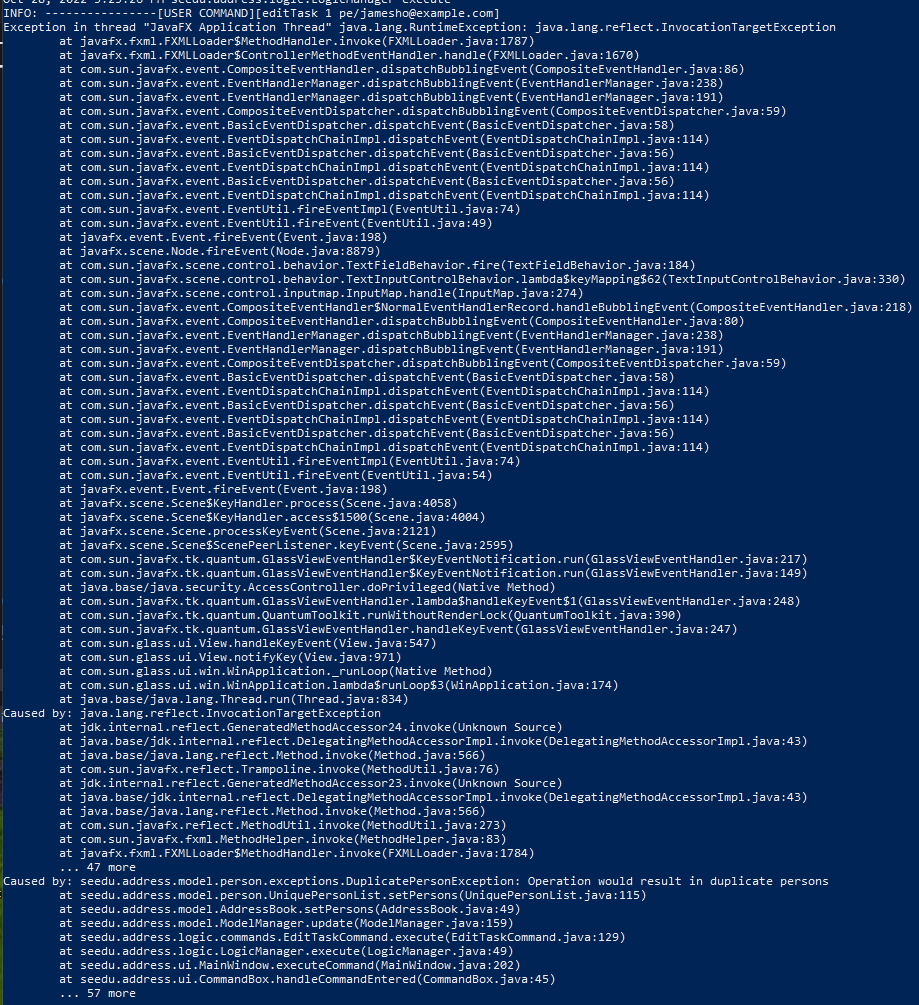 Oct 28, 2022 5:25:20 PM seedu.address.logic.LogicManager execute
INFO: ----------------[USER COMMAND][editTask 1 pe/jamesho@example.com]
Exception in thread "JavaFX Application Thread" java.lang.RuntimeException: java.lang.reflect.InvocationTargetException
at javafx.fxml.FXMLLoader$MethodHandler.invoke(FXMLLoader.java:1787)
at javafx.fxml.FXMLLoader$ControllerMethodEventHandler.handle(FXMLLoader.java:1670)
at com.sun.javafx.event.CompositeEventHandler.dispatchBubblingEvent(CompositeEventHandler.java:86)
at com.sun.javafx.event.EventHandlerManager.dispatchBubblingEvent(EventHandlerManager.java:238)
at com.sun.javafx.event.EventHandlerManager.dispatchBubblingEvent(EventHandlerManager.java:191)
at com.sun.javafx.event.CompositeEventDispatcher.dispatchBubblingEvent(CompositeEventDispatcher.java:59)
at com.sun.javafx.event.BasicEventDispatcher.dispatchEvent(BasicEventDispatcher.java:58)
at com.sun.javafx.event.EventDispatchChainImpl.dispatchEvent(EventDispatchChainImpl.java:114)
at com.sun.javafx.event.BasicEventDispatcher.dispatchEvent(BasicEventDispatcher.java:56)
at com.sun.javafx.event.EventDispatchChainImpl.dispatchEvent(EventDispatchChainImpl.java:114)
at com.sun.javafx.event.BasicEventDispatcher.dispatchEvent(BasicEventDispatcher.java:56)
at com.sun.javafx.event.EventDispatchChainImpl.dispatchEvent(EventDispatchChainImpl.java:114)
at com.sun.javafx.event.EventUtil.fireEventImpl(EventUtil.java:74)
at com.sun.javafx.event.EventUtil.fireEvent(EventUtil.java:49)
at javafx.event.Event.fireEvent(Event.java:198)
at javafx.scene.Node.fireEvent(Node.java:8879)
at com.sun.javafx.scene.control.behavior.TextFieldBehavior.fire(TextFieldBehavior.java:184)
at com.sun.javafx.scene.control.behavior.TextInputControlBehavior.lambda$keyMapping$62(TextInputControlBehavior.java:330)
at com.sun.javafx.scene.control.inputmap.InputMap.handle(InputMap.java:274)
at com.sun.javafx.event.CompositeEventHandler$NormalEventHandlerRecord.handleBubblingEvent(CompositeEventHandler.java:218)
at com.sun.javafx.event.CompositeEventHandler.dispatchBubblingEvent(CompositeEventHandler.java:80)
at com.sun.javafx.event.EventHandlerManager.dispatchBubblingEvent(EventHandlerManager.java:238)
at com.sun.javafx.event.EventHandlerManager.dispatchBubblingEvent(EventHandlerManager.java:191)
at com.sun.javafx.event.CompositeEventDispatcher.dispatchBubblingEvent(CompositeEventDispatcher.java:59)
at com.sun.javafx.event.BasicEventDispatcher.dispatchEvent(BasicEventDispatcher.java:58)
at com.sun.javafx.event.EventDispatchChainImpl.dispatchEvent(EventDispatchChainImpl.java:114)
at com.sun.javafx.event.BasicEventDispatcher.dispatchEvent(BasicEventDispatcher.java:56)
at com.sun.javafx.event.EventDispatchChainImpl.dispatchEvent(EventDispatchChainImpl.java:114)
at com.sun.javafx.event.BasicEventDispatcher.dispatchEvent(BasicEventDispatcher.java:56)
at com.sun.javafx.event.EventDispatchChainImpl.dispatchEvent(EventDispatchChainImpl.java:114)
at com.sun.javafx.event.EventUtil.fireEventImpl(EventUtil.java:74)
at com.sun.javafx.event.EventUtil.fireEvent(EventUtil.java:54)
at javafx.event.Event.fireEvent(Event.java:198)
at javafx.scene.Scene$KeyHandler.process(Scene.java:4058)
at javafx.scene.Scene$KeyHandler.access$1500(Scene.java:4004)
at javafx.scene.Scene.processKeyEvent(Scene.java:2121)
at javafx.scene.Scene$ScenePeerListener.keyEvent(Scene.java:2595)
at com.sun.javafx.tk.quantum.GlassViewEventHandler$KeyEventNotification.run(GlassViewEventHandler.java:217)
at com.sun.javafx.tk.quantum.GlassViewEventHandler$KeyEventNotification.run(GlassViewEventHandler.java:149)
at java.base/java.security.AccessController.doPrivileged(Native Method)
at com.sun.javafx.tk.quantum.GlassViewEventHandler.lambda$handleKeyEvent$1(GlassViewEventHandler.java:248)
at com.sun.javafx.tk.quantum.QuantumToolkit.runWithoutRenderLock(QuantumToolkit.java:390)
at com.sun.javafx.tk.quantum.GlassViewEventHandler.handleKeyEvent(GlassViewEventHandler.java:247)
at com.sun.glass.ui.View.handleKeyEvent(View.java:547)
at com.sun.glass.ui.View.notifyKey(View.java:971)
at com.sun.glass.ui.win.WinApplication._runLoop(Native Method)
at com.sun.glass.ui.win.WinApplication.lambda$runLoop$3(WinApplication.java:174)
at java.base/java.lang.Thread.run(Thread.java:834)
Caused by: java.lang.reflect.InvocationTargetException
at jdk.internal.reflect.GeneratedMethodAccessor24.invoke(Unknown Source)
at java.base/jdk.internal.reflect.DelegatingMethodAccessorImpl.invoke(DelegatingMethodAccessorImpl.java:43)
at java.base/java.lang.reflect.Method.invoke(Method.java:566)
at com.sun.javafx.reflect.Trampoline.invoke(MethodUtil.java:76)
at jdk.internal.reflect.GeneratedMethodAccessor23.invoke(Unknown Source)
at java.base/jdk.internal.reflect.DelegatingMethodAccessorImpl.invoke(DelegatingMethodAccessorImpl.java:43)
at java.base/java.lang.reflect.Method.invoke(Method.java:566)
at com.sun.javafx.reflect.MethodUtil.invoke(MethodUtil.java:273)
at com.sun.javafx.fxml.MethodHelper.invoke(MethodHelper.java:83)
at javafx.fxml.FXMLLoader$MethodHandler.invoke(FXMLLoader.java:1784)
... 47 more
Caused by: seedu.address.model.person.exceptions.DuplicatePersonException: Operation would result in duplicate persons
at seedu.address.model.person.UniquePersonList.setPersons(UniquePersonList.java:115)
at seedu.address.model.AddressBook.setPersons(AddressBook.java:49)
at seedu.address.model.ModelManager.update(ModelManager.java:159)
at seedu.address.logic.commands.EditTaskCommand.execute(EditTaskCommand.java:129)
at seedu.address.logic.LogicManager.execute(LogicManager.java:49)
at seedu.address.ui.MainWindow.executeCommand(MainWindow.java:202)
at seedu.address.ui.CommandBox.handleCommandEntered(CommandBox.java:45)
... 57 more